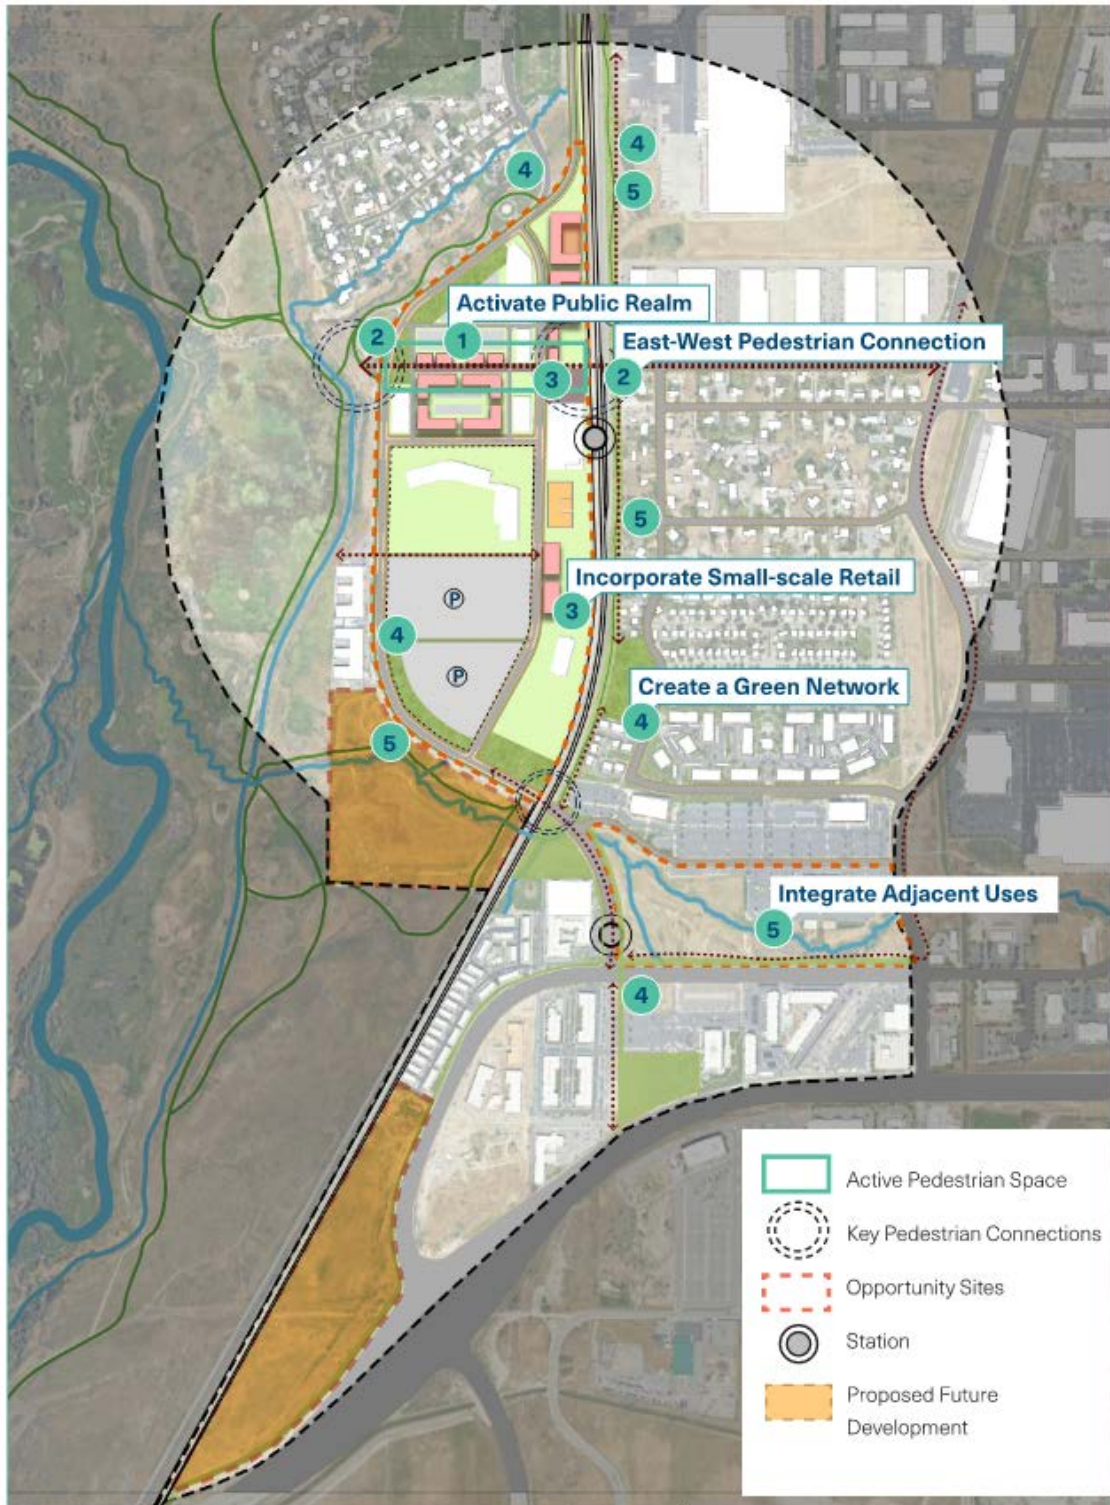 4
4
5
Activate Public Realm
2
1
East-West Pedestrian Connection
3
2
5
Incorporate Small-scale Retail
P
3
4
P
Create a Green Network
4
5
Integrate Adjacent Uses
5
4
Active Pedestrian Space
Key Pedestrian Connections
Opportunity Sites
Station
Proposed Future
Development